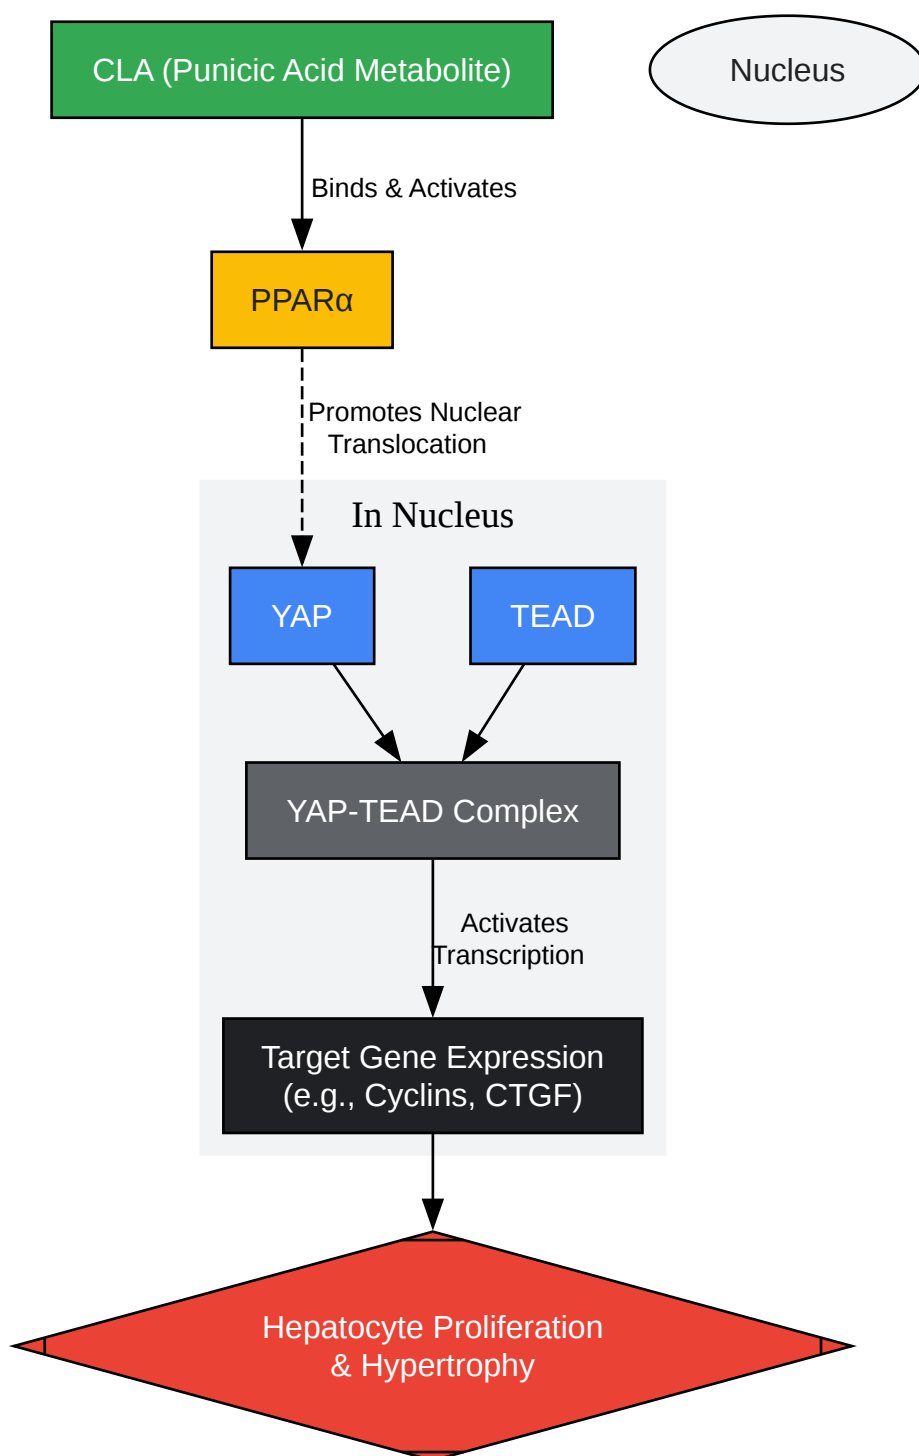 CLA (Punicic Acid Metabolite)
Nucleus
Binds & Activates
PPARα
Promotes Nuclear
Translocation
In Nucleus
YAP
TEAD
YAP-TEAD Complex
Activates
Transcription
Target Gene Expression
(e.g., Cyclins, CTGF)
Hepatocyte Proliferation
& Hypertrophy